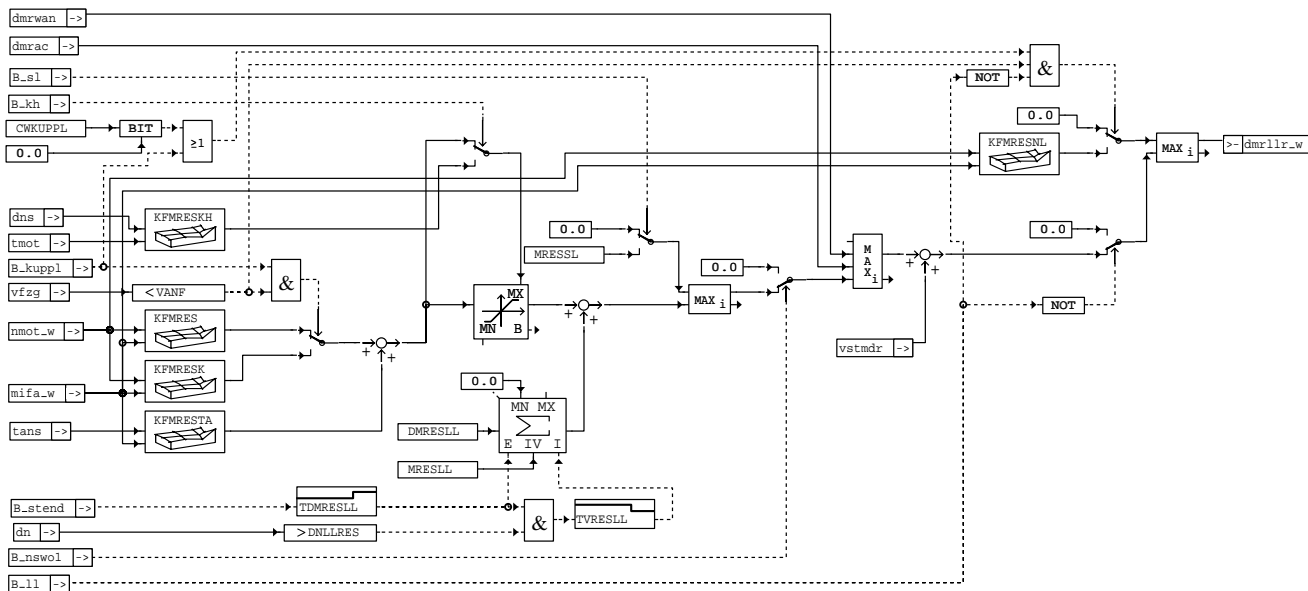 dmrwan ->
dmrac ->
B_sl ->
B_kh ->
CWKUPPL
BIT
≥1
0.0
NOT
&
0.0
KFMRESNL
MAX i
>- dmrllr_w
dns ->
KFMRESKH
tmot ->
B_kuppl ->
vfzg ->
<VANF
&
0.0
MRESSL
0.0
MAX i
M
A
X i
+ +
0.0
NOT
nmot_w ->
KFMRES
MX
MN B
+ +
+ +
vstmdr ->
KFMRESK
mifa_w ->
0.0
MN MX
KFMRESTA
tans ->
DMRESLL
E IV I
MRESLL
B_stend ->
TDMRESLL
&
TVRESLL
dn ->
>DNLLRES
B_nswol ->
B_ll ->